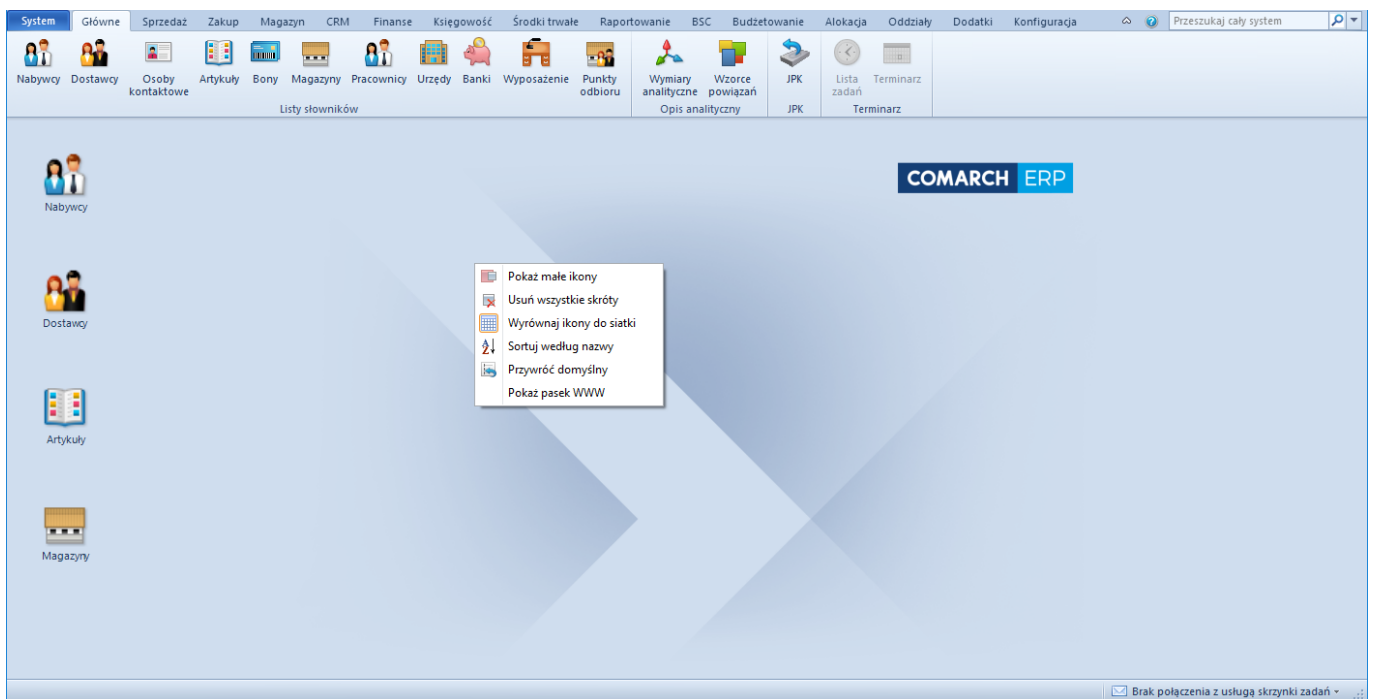 System Główne Sprzedaż Zakup Magazyn CRM Finanse Księgowość Środki trwałe Raportowanie BSC Budżetowanie Alokacja Oddziały Dodatki Konfiguracja Przeszukaj cały system
Nabywcy Dostawcy Osoby kontaktowe Artykuły Bony Magazyny Pracownicy Urzędy Banki Wyposażenie Punkty odbioru Wymiary analityczne Wzorce powiązań JPK Lista zadań Terminarz
Listy słowników Opis analityczny JPK Terminarz
COMARCH ERP
Nabywcy
Pokaż małe ikony
Usuń wszystkie skróty
Dostawcy
Wyrównaj ikony do siatki
Sortuj według nazwy
Przywróć domyślny
Pokaż pasek WWW
Artykuły
Magazyny
Brak połączenia z usługą skrzynki zadań